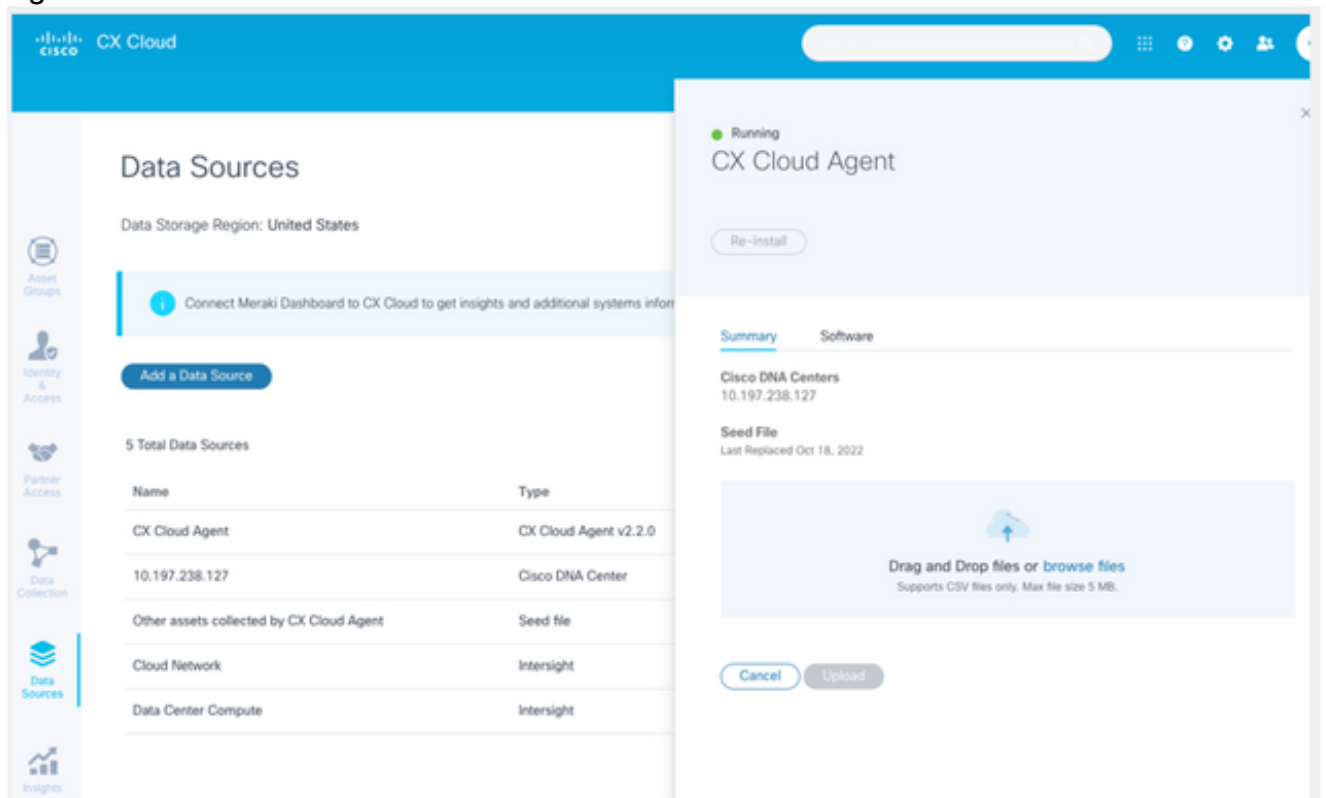 CISCO CX Cloud
Data Sources
Data Storage Region: United States
Connect Meraki Dashboard to CX Cloud to get insights and additional systems infor
Add a Data Source
5 Total Data Sources
Name Type
CX Cloud Agent CX Cloud Agent v2.2.0
10.197.238.127 Cisco DNA Center
Other assets collected by CX Cloud Agent Seed file
Cloud Network Intersight
Data Center Compute Intersight
Asset
Groups
Identity
&
Access
Partner
Access
Data
Collection
Data
Sources
Insights
Running
CX Cloud Agent
Re-install
Summary Software
Cisco DNA Centers
10.197.238.127
Seed File
Last Replaced Oct 18, 2022
Drag and Drop files or browse files
Supports CSV files only. Max file size 5 MB.
Cancel Upload